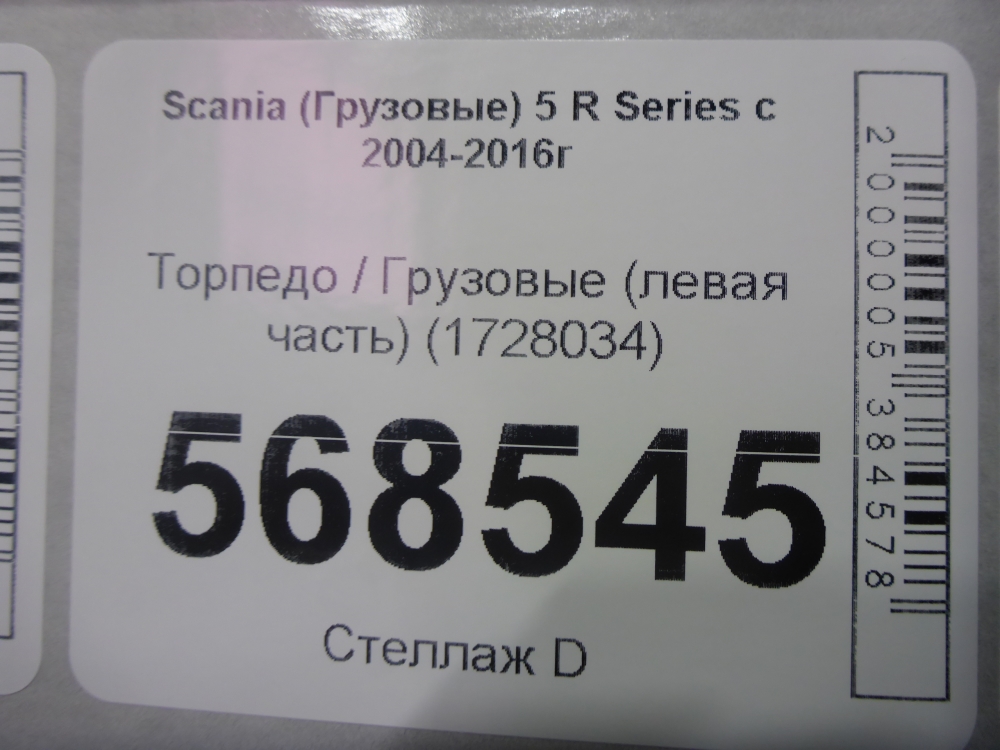 Scania (Грузовые) 5 R Series с
2004-2016г
Торпедо / Грузовые (левая
часть) (1728034)
568545
Стеллаж D
2000005384578